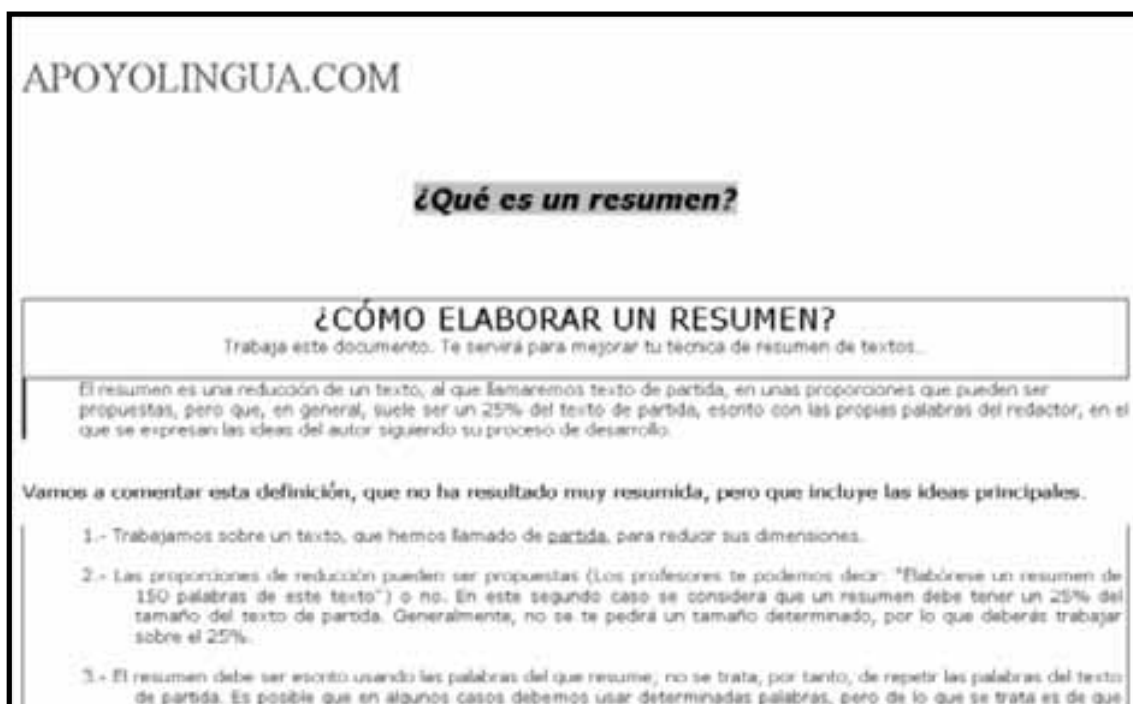 APOYOLINGUA.COM
¿Qué es un resumen?
¿CÓMO ELABORAR UN RESUMEN?
Trabaja este documento. Te servirá para mejorar tu técnica de resumen de textos...
El resumen es una reducción de un texto, al que llamaremos texto de partida, en unas proporciones que pueden ser
propuestas, pero que, en general, suele ser un 25% del texto de partida, escrito con las propias palabras del redactor, en el
que se expresan las ideas del autor siguiendo su proceso de desarrollo.
Vamos a comentar esta definición, que no ha resultado muy resumida, pero que incluye las ideas principales.
1.- Trabajamos sobre un texto, que hemos llamado de partida, para reducir sus dimensiones.
2.- Las proporciones de reducción pueden ser propuestas (Los profesores te podemos decir: "Elabórese un resumen de
150 palabras de este texto") o no. En este segundo caso se considera que un resumen debe tener un 25% del
tamaño del texto de partida. Generalmente, no se te pedirá un tamaño determinado, por lo que deberás trabajar
sobre el 25%.
3.- El resumen debe ser escrito usando las palabras del que resume; no se trata, por tanto, de repetir las palabras del texto
de partida. Es posible que en algunos casos debemos usar determinadas palabras, pero de lo que se trata es de que